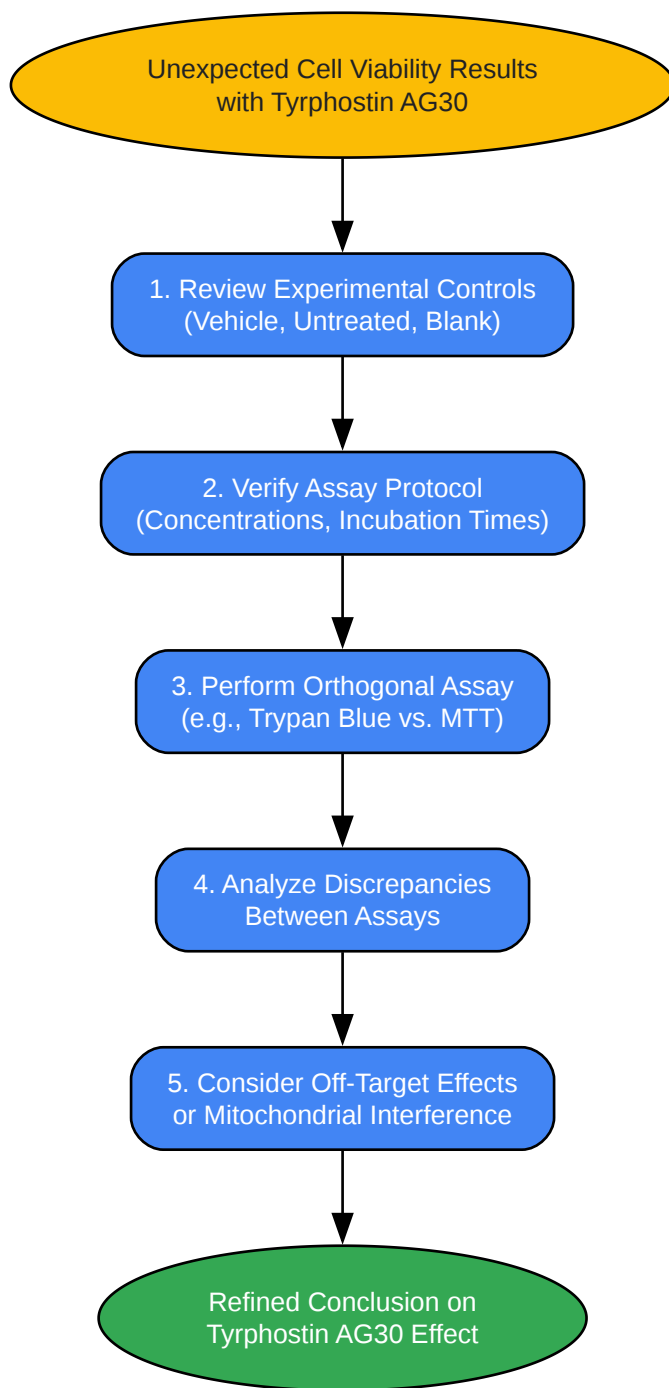 Unexpected Cell Viability Results
with Tyrphostin AG30
1. Review Experimental Controls
(Vehicle, Untreated, Blank)
2. Verify Assay Protocol
(Concentrations, Incubation Times)
3. Perform Orthogonal Assay
(e.g., Trypan Blue vs. MTT)
4. Analyze Discrepancies
Between Assays
5. Consider Off-Target Effects
or Mitochondrial Interference
Refined Conclusion on
Tyrphostin AG30 Effect